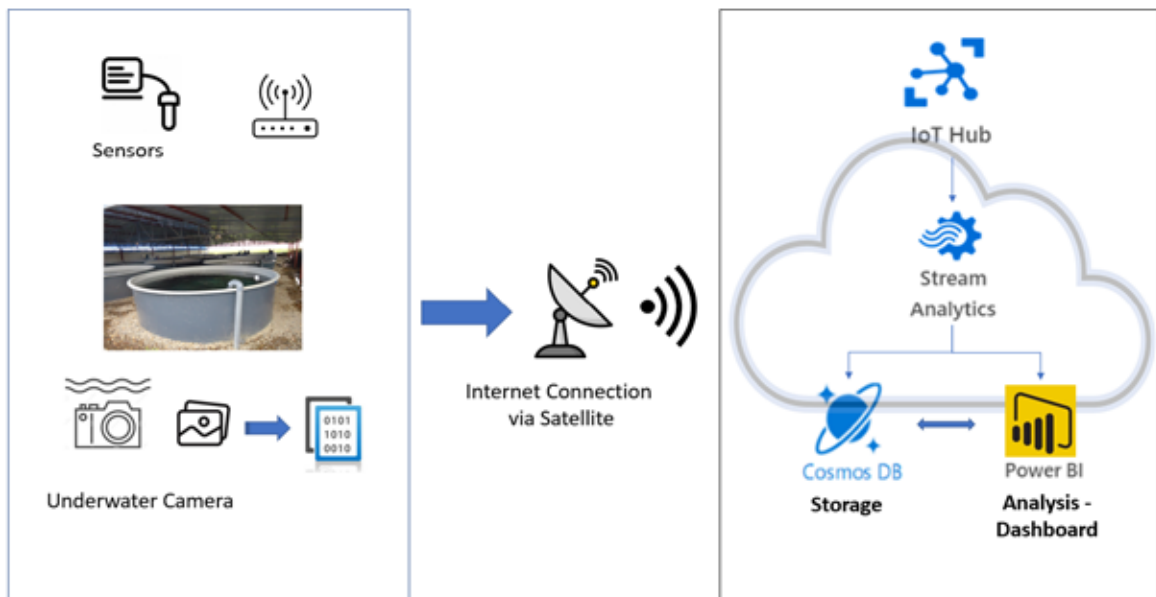 Sensors
Underwater Camera
0101
1010
0010
Internet Connection
via Satellite
IoT Hub
Stream
Analytics
Cosmos DB
Storage
Power BI
Analysis -
Dashboard